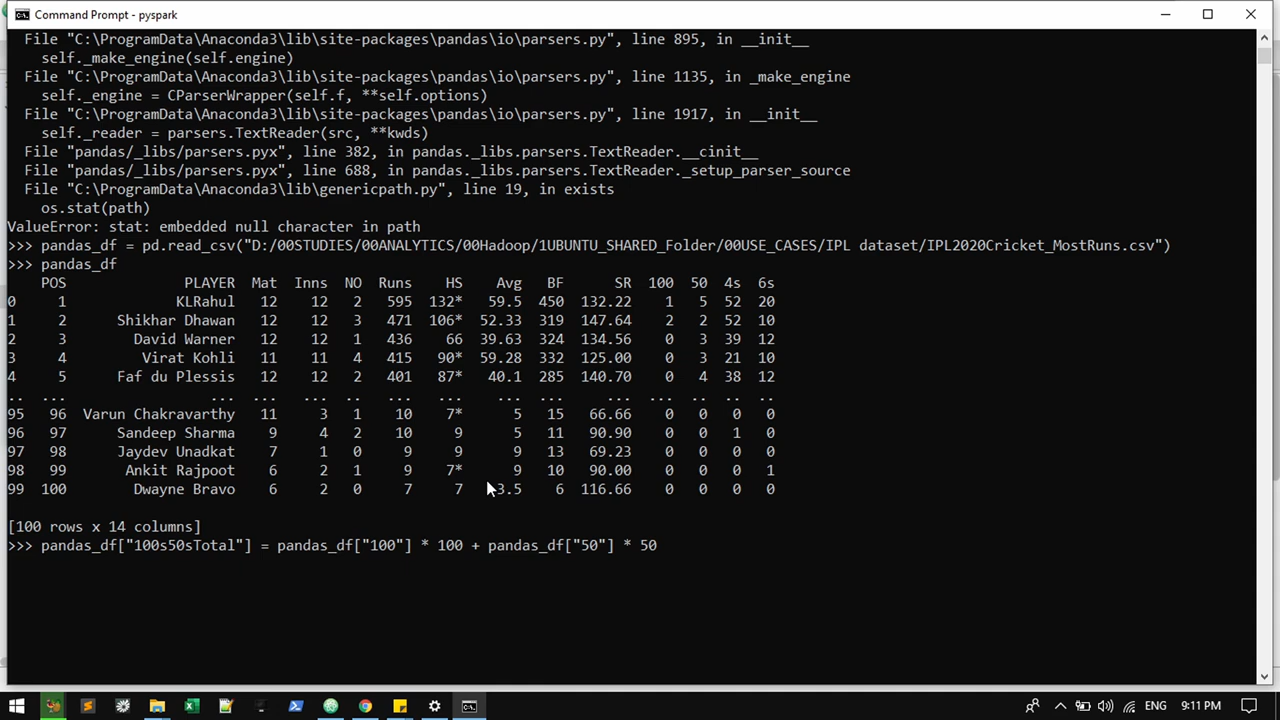 Command Prompt - pyspark
File "C:\ProgramData\Anaconda3\lib\site-packages\pandas\io\parsers.py", line 895, in __init__
self._make_engine(self.engine)
File "C:\ProgramData\Anaconda3\lib\site-packages\pandas\io\parsers.py", line 1135, in _make_engine
self._engine = CParserWrapper(self.f, **self.options)
File "C:\ProgramData\Anaconda3\lib\site-packages\pandas\io\parsers.py", line 1917, in __init__
self._reader = parsers.TextReader(src, **kwds)
File "pandas/_libs/parsers.pyx", line 382, in pandas._libs.parsers.TextReader.__cinit__
File "pandas/_libs/parsers.pyx", line 688, in pandas._libs.parsers.TextReader._setup_parser_source
File "C:\ProgramData\Anaconda3\lib\genericpath.py", line 19, in exists
os.stat(path)
ValueError: stat: embedded null character in path
>>> pandas_df = pd.read_csv("D:/00STUDIES/00ANALYTICS/00Hadoop/1UBUNTU_SHARED_Folder/00USE_CASES/IPL dataset/IPL2020Cricket_MostRuns.csv")
>>> pandas_df
POS PLAYER Mat Inns NO Runs HS Avg BF SR 100 50 4s 6s
0 1 KLRahul 12 12 2 595 132* 59.5 450 132.22 1 5 52 20
1 2 Shikhar Dhawan 12 12 3 471 106* 52.33 319 147.64 2 2 52 10
2 3 David Warner 12 12 1 436 66 39.63 324 134.56 0 3 39 12
3 4 Virat Kohli 11 11 4 415 90* 59.28 332 125.00 0 3 21 10
4 5 Faf du Plessis 12 12 2 401 87* 40.1 285 140.70 0 4 38 12
.. ... ... ... ... .. ... ... ... ... ... ... .. .. ..
95 96 Varun Chakravarthy 11 3 1 10 7* 5 15 66.66 0 0 0 0
96 97 Sandeep Sharma 9 4 2 10 9 5 11 90.90 0 0 1 0
97 98 Jaydev Unadkat 7 1 0 9 9 9 13 69.23 0 0 0 0
98 99 Ankit Rajpoot 6 2 1 9 7* 9 10 90.00 0 0 0 1
99 100 Dwayne Bravo 6 2 0 7 7 3.5 6 116.66 0 0 0 0
[100 rows x 14 columns]
>>> pandas_df["100s50sTotal"] = pandas_df["100"] * 100 + pandas_df["50"] * 50
ENG 9:11 PM